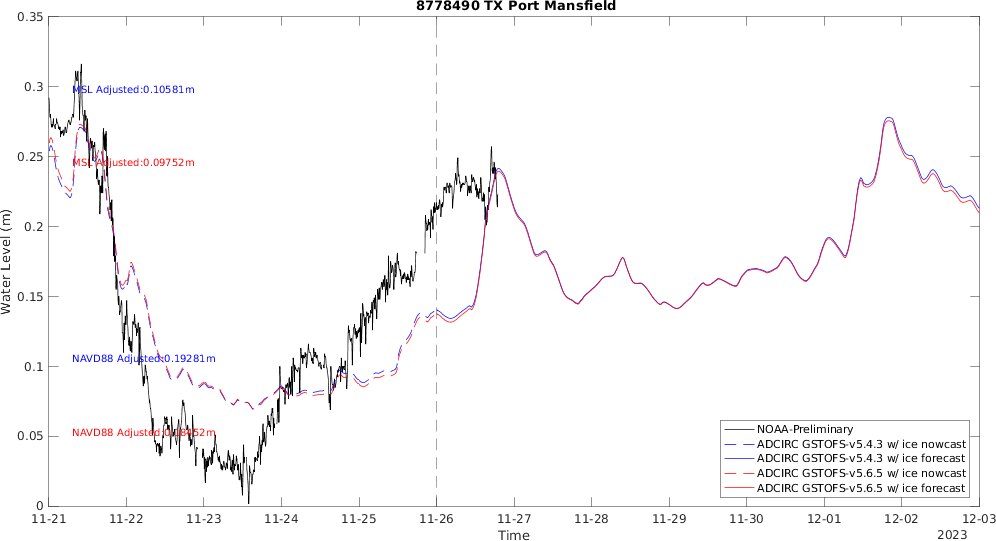 8778490 TX Port Mansfield
0.35
0.3
0.25
0.2
0.15
0.1
0.05
0
Water Level (m)
MSL Adjusted:0.10581m
MSL Adjusted:0.09752m
NAVD88 Adjusted:0.19281m
NAVD88 Adjusted:0.18452m
NOAA-Preliminary
ADCIRC GSTOFS-v5.4.3 w/ ice nowcast
ADCIRC GSTOFS-v5.4.3 w/ ice forecast
ADCIRC GSTOFS-v5.6.5 w/ ice nowcast
ADCIRC GSTOFS-v5.6.5 w/ ice forecast
11-21 11-22 11-23 11-24 11-25 11-26 11-27 11-28 11-29 11-30 12-01 12-02 12-03
Time
2023